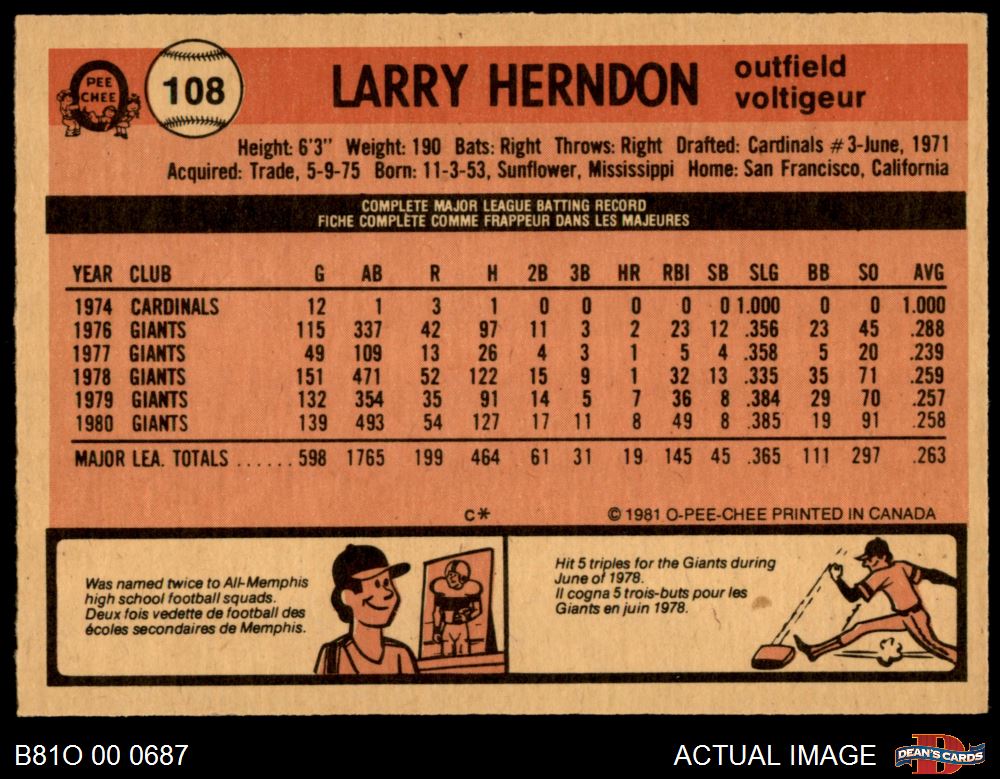 PEE
CHEE
108
LARRY HERNDON
outfield
voltigeur
Height: 6'3" Weight: 190 Bats: Right Throws: Right Drafted: Cardinals #3-June, 1971
Acquired: Trade, 5-9-75 Born: 11-3-53, Sunflower, Mississippi Home: San Francisco, California
COMPLETE MAJOR LEAGUE BATTING RECORD
FICHE COMPLÈTE COMME FRAPPEUR DANS LES MAJEURES
YEAR CLUB G AB R H 2B 3B HR RBI SB SLG BB SO AVG
1974 CARDINALS 12 1 3 1 0 0 0 0 0 1.000 0 0 1.000
1976 GIANTS 115 337 42 97 11 3 2 23 12 .356 23 45 .288
1977 GIANTS 49 109 13 26 4 3 1 5 4 .358 5 20 .239
1978 GIANTS 151 471 52 122 15 9 1 32 13 .335 35 71 .259
1979 GIANTS 132 354 35 91 14 5 7 36 8 .384 29 70 .257
1980 GIANTS 139 493 54 127 17 11 8 49 8 .385 19 91 .258
MAJOR LEA. TOTALS ...... 598 1765 199 464 61 31 19 145 45 .365 111 297 .263
C*
© 1981 O-PEE-CHEE PRINTED IN CANADA
Was named twice to All-Memphis
high school football squads.
Deux fois vedette de football des
écoles secondaires de Memphis.
Hit 5 triples for the Giants during
June of 1978.
Il cogna 5 trois-buts pour les
Giants en juin 1978.
B81O 00 0687
ACTUAL IMAGE
DEAN'S CARDS